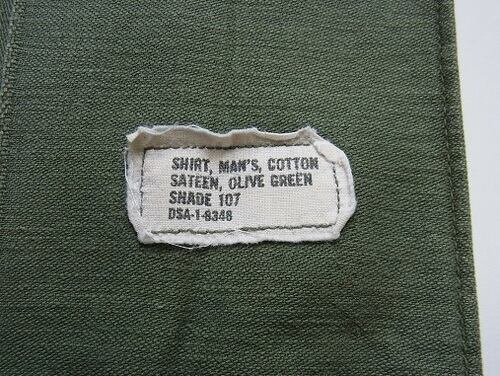 SHIRT, MAN'S, COTTON
SATEEN, OLIVE GREEN
SHADE 107
DSA-1-8348